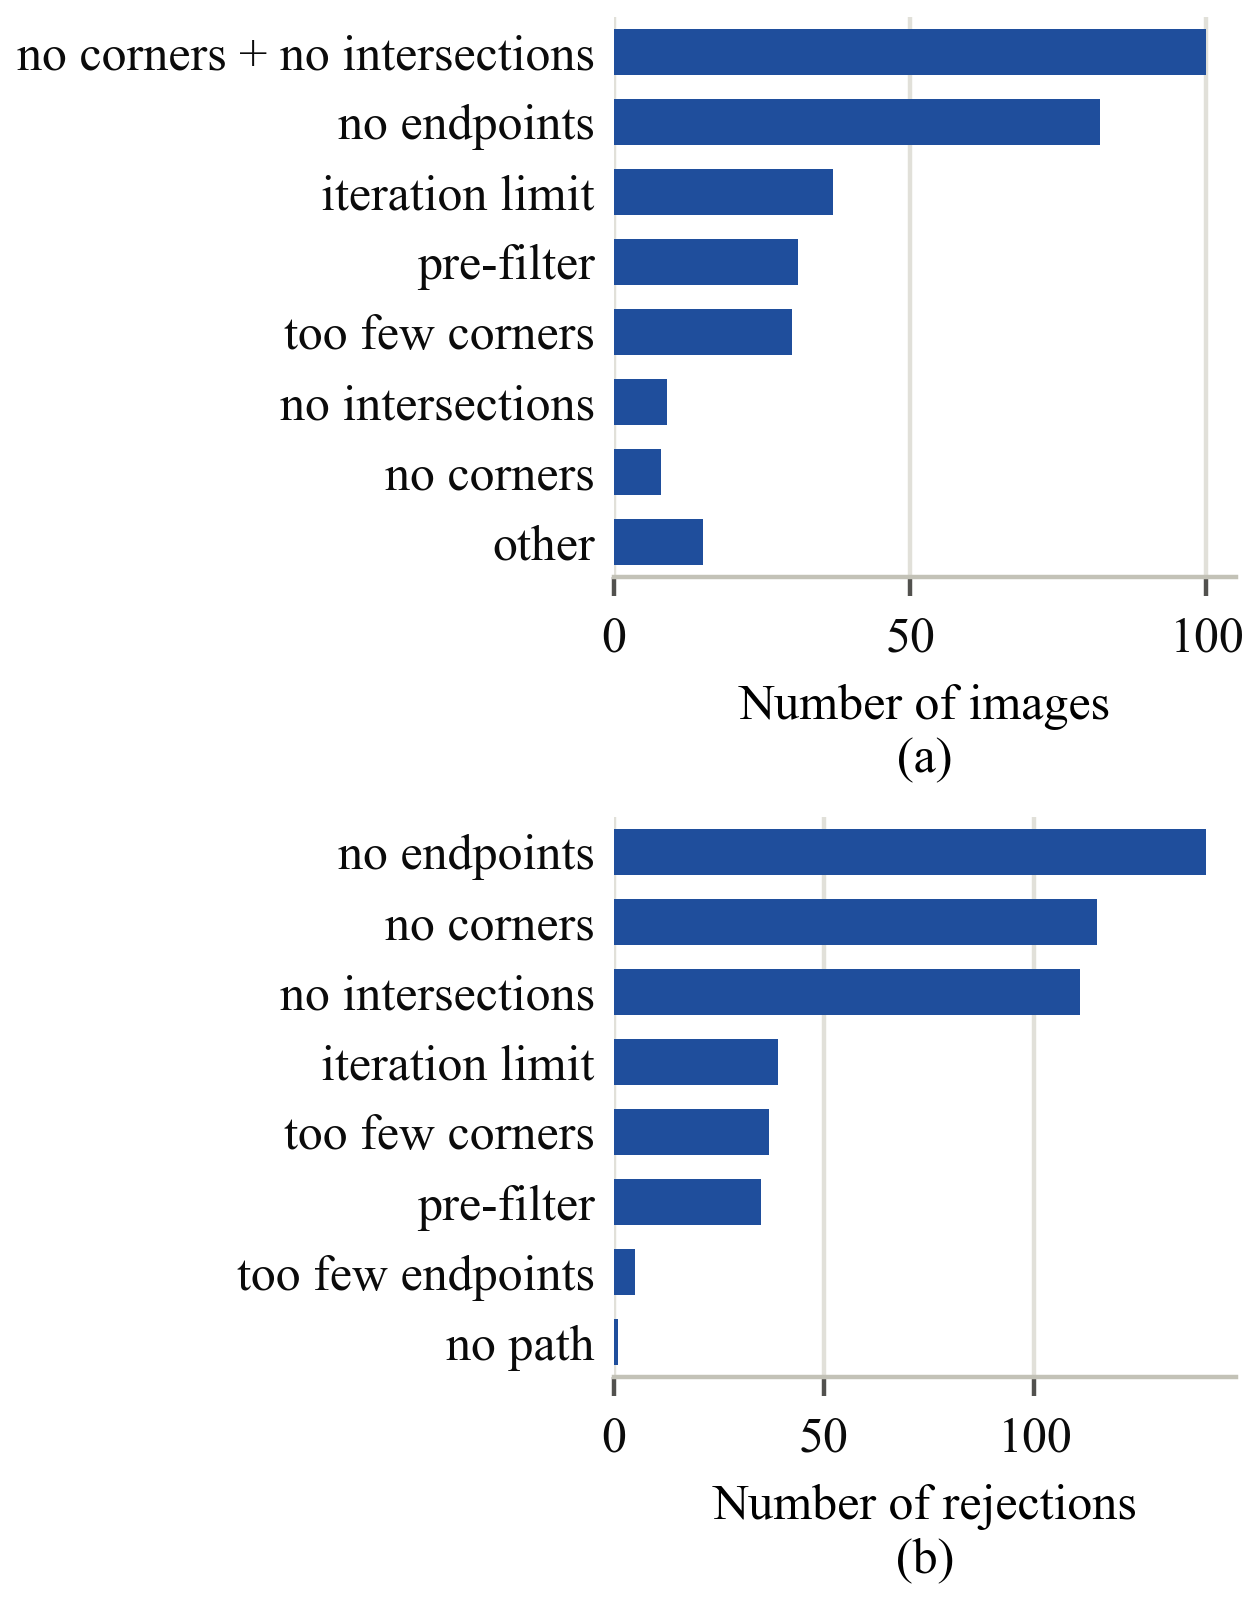 no corners + no intersections
no endpoints
iteration limit
pre-filter
too few corners
no intersections
no corners
other
0 50 100
Number of images
(a)
no endpoints
no corners
no intersections
iteration limit
too few corners
pre-filter
too few endpoints
no path
0 50 100
Number of rejections
(b)